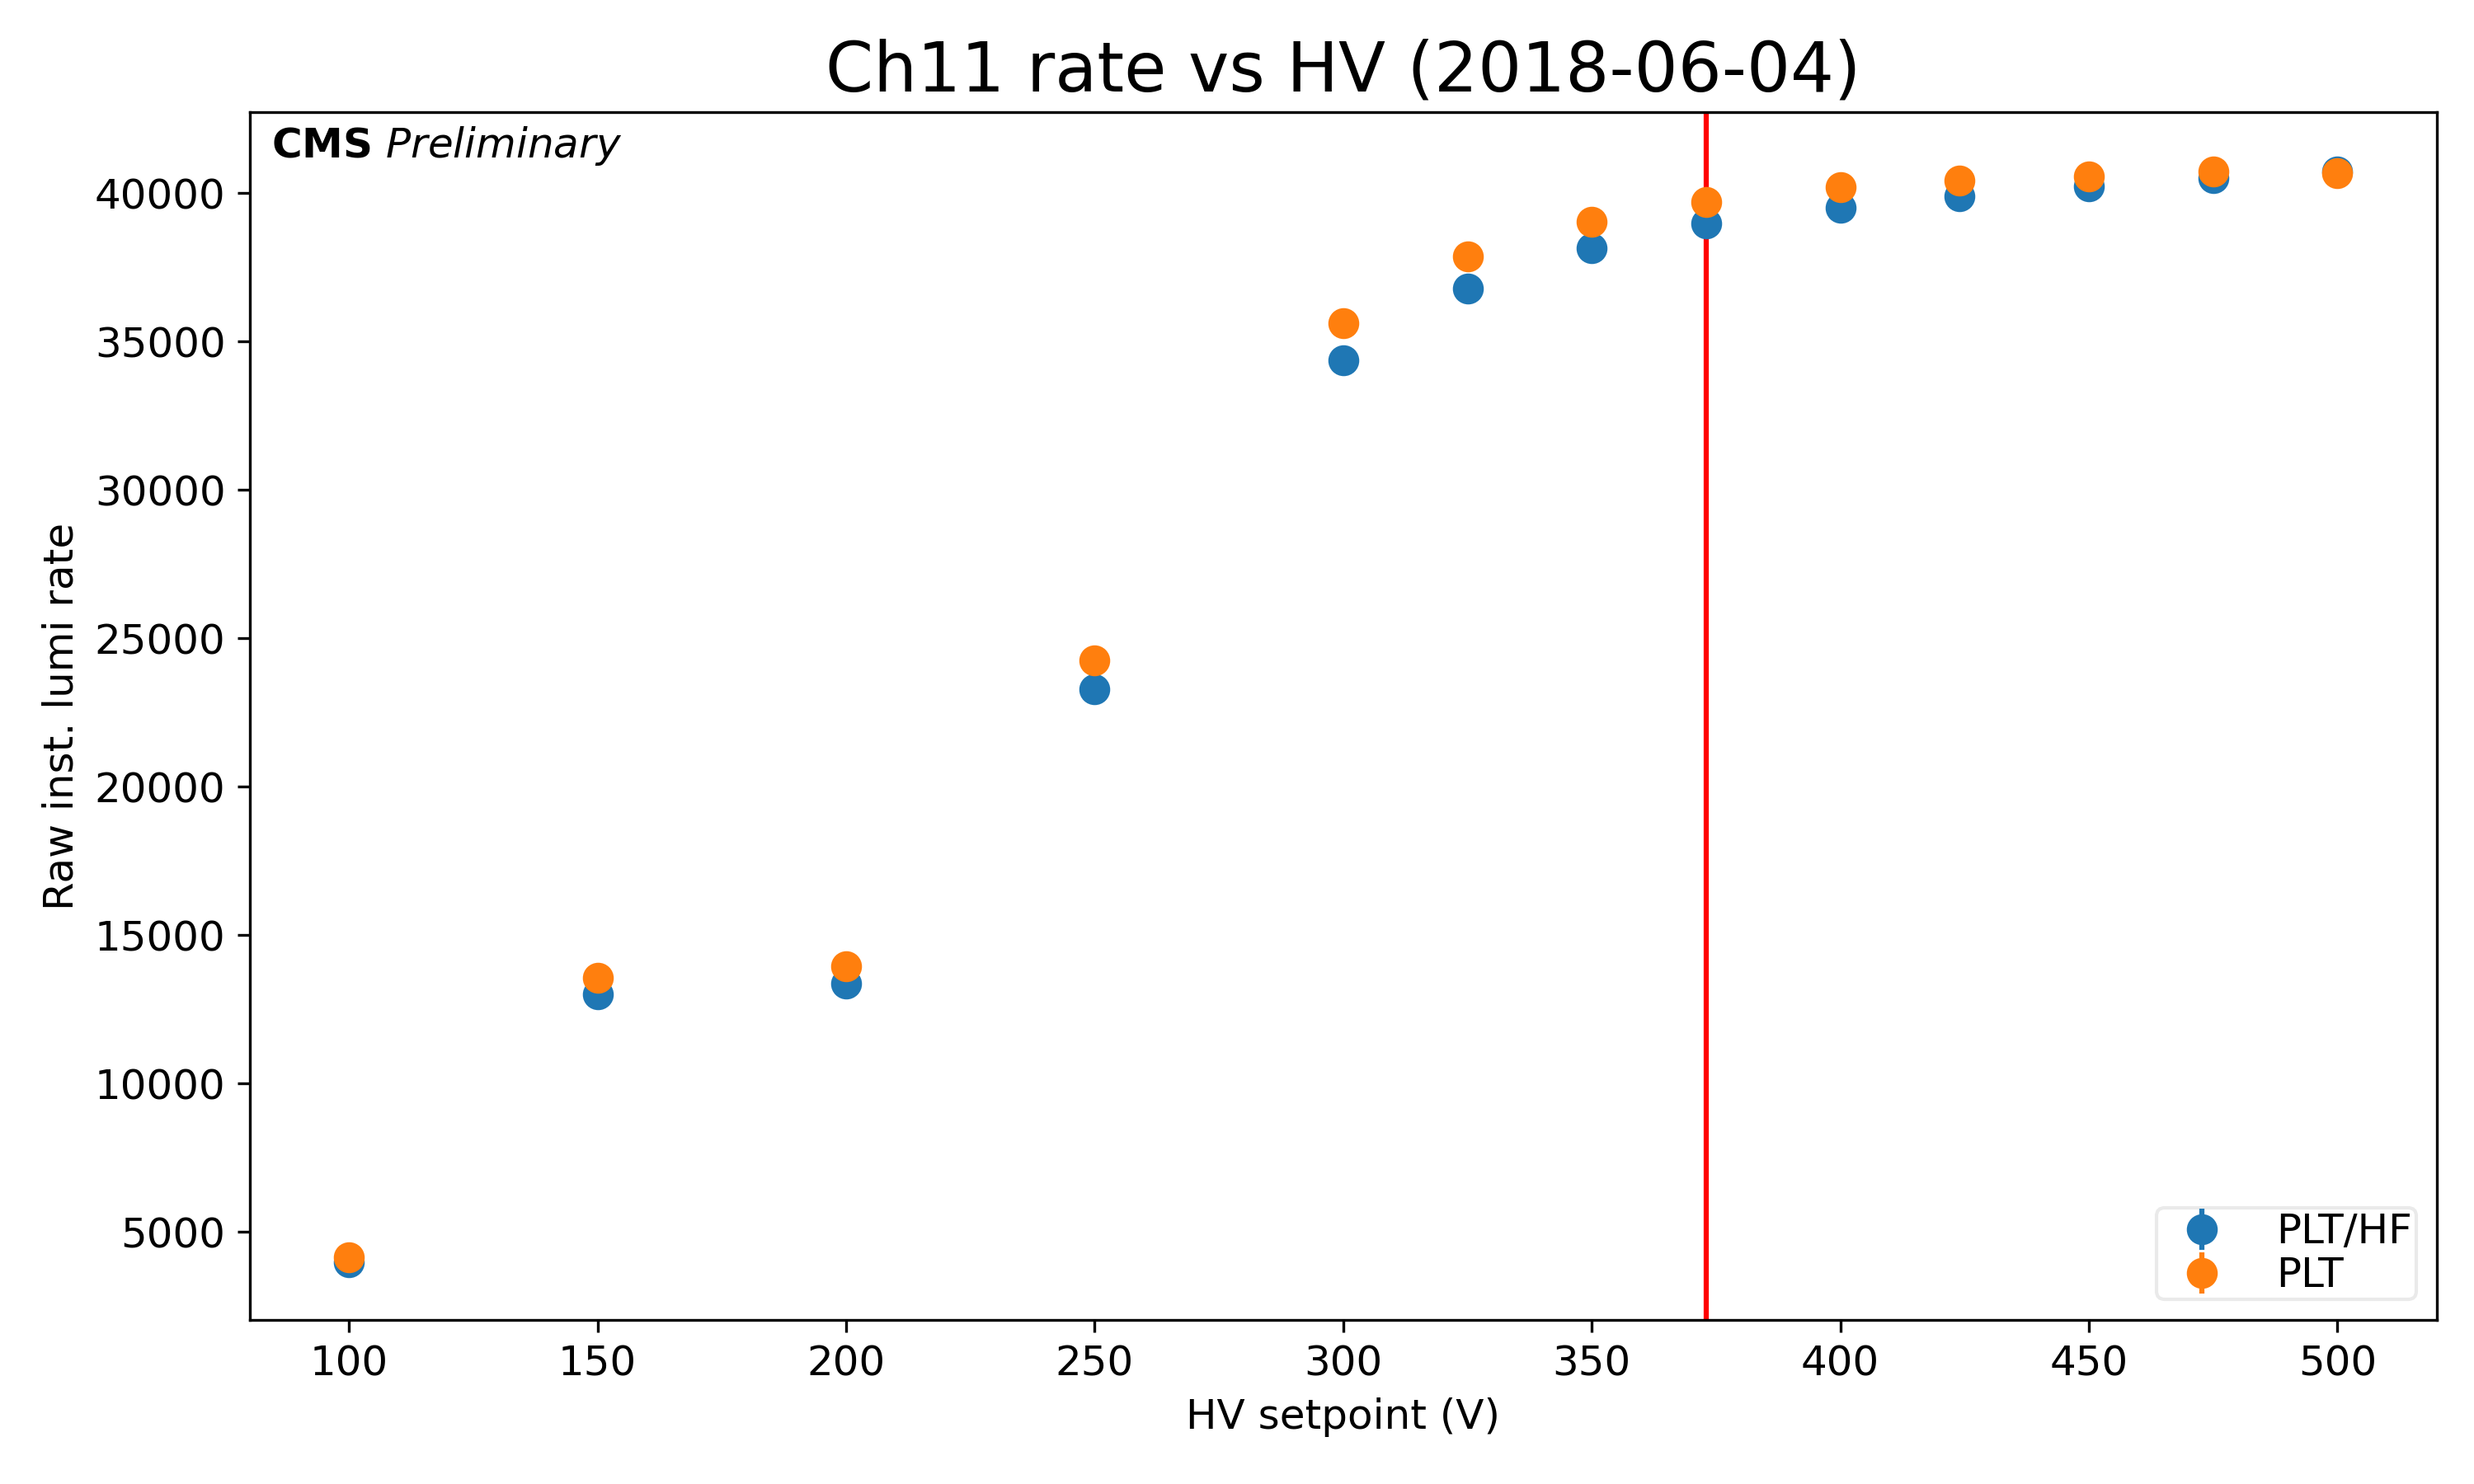 Ch11 rate vs HV (2018-06-04)
CMS Preliminary
40000
35000
30000
25000
20000
15000
10000
5000
Raw inst. lumi rate
PLT/HF
PLT
100 150 200 250 300 350 400 450 500
HV setpoint (V)